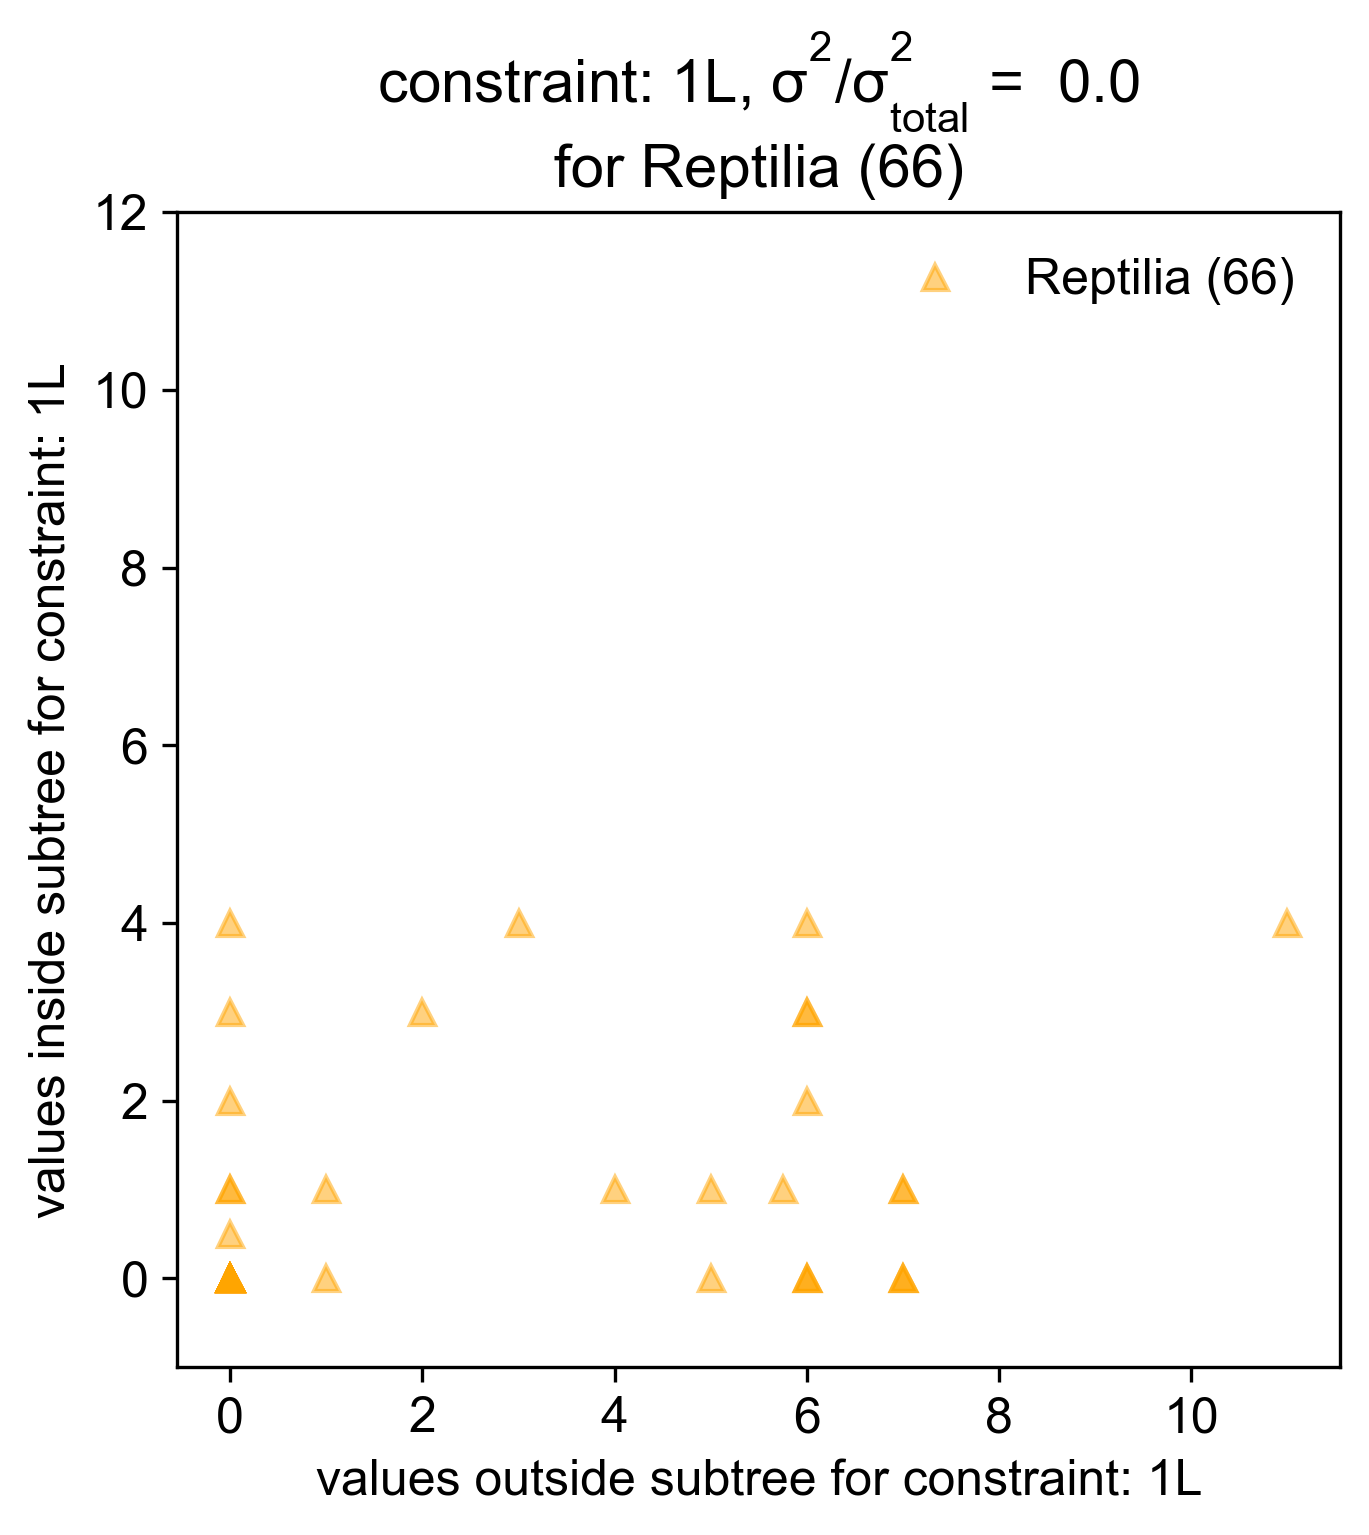 constraint: 1L, σ²/σ²total = 0.0
for Reptilia (66)
Reptilia (66)
values inside subtree for constraint: 1L
12
10
8
6
4
2
0
0 2 4 6 8 10
values outside subtree for constraint: 1L